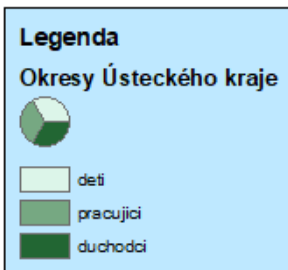 Legenda
Okresy Ústeckého kraje
deti
pracujici
duchodci